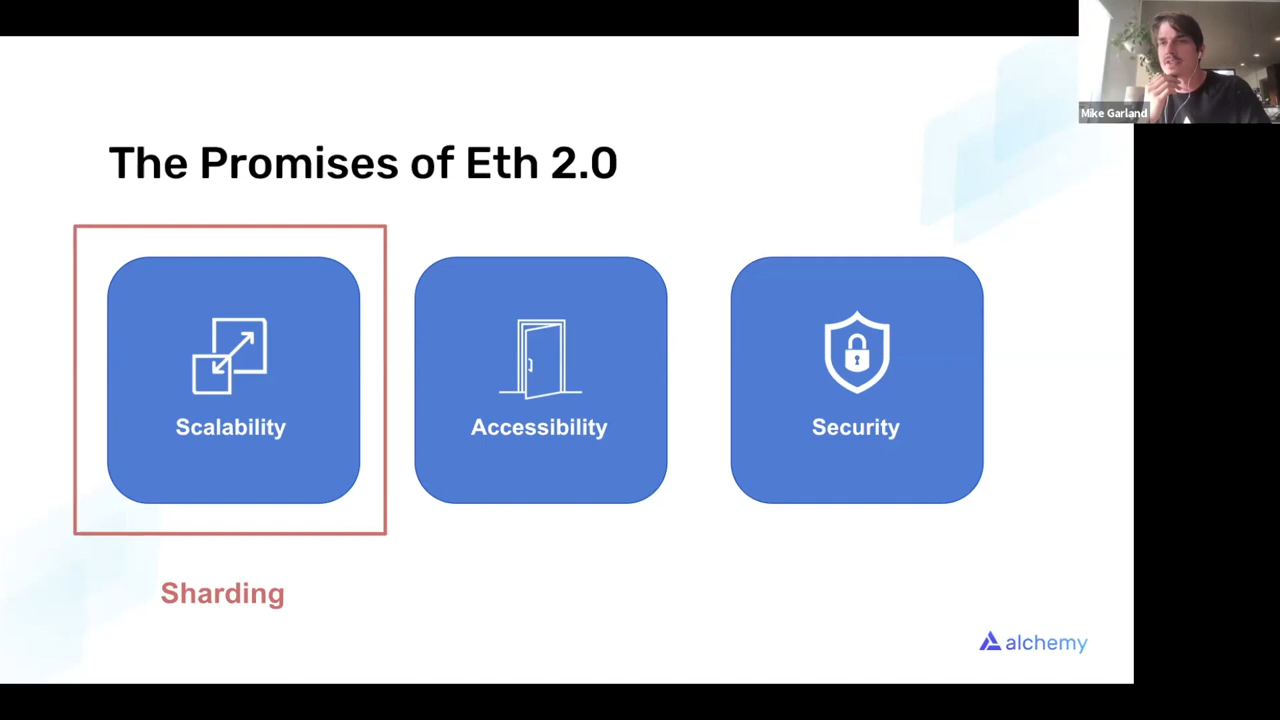 Mike Garland
The Promises of Eth 2.0
Scalability
Accessibility
Security
Sharding
alchemy